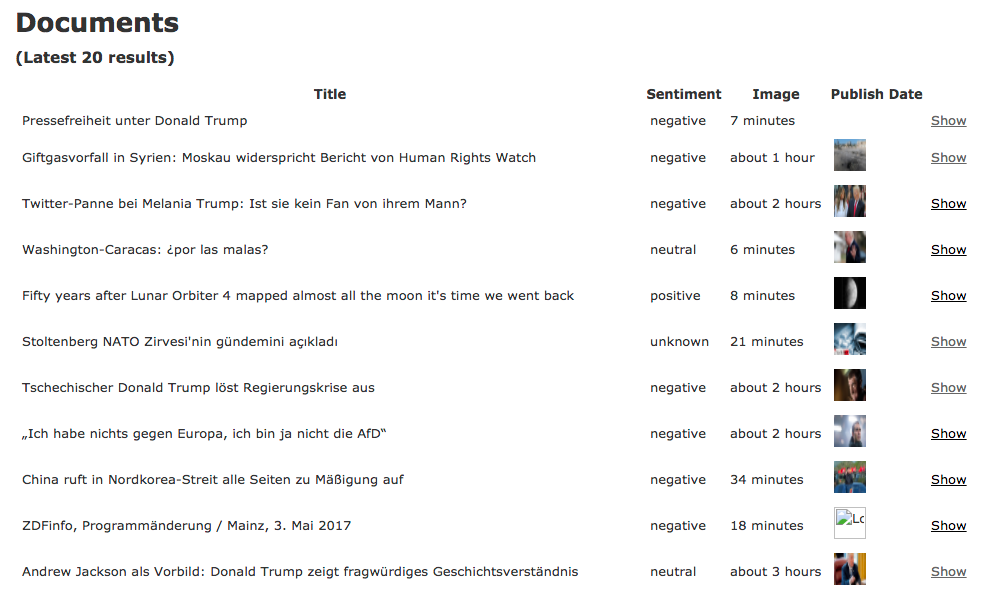 Documents
(Latest 20 results)
Title Sentiment Image Publish Date
Pressefreiheit unter Donald Trump negative 7 minutes Show
Giftgasvorfall in Syrien: Moskau widerspricht Bericht von Human Rights Watch negative about 1 hour Show
Twitter-Panne bei Melania Trump: Ist sie kein Fan von ihrem Mann? negative about 2 hours Show
Washington-Caracas: ¿por las malas? neutral 6 minutes Show
Fifty years after Lunar Orbiter 4 mapped almost all the moon it's time we went back positive 8 minutes Show
Stoltenberg NATO Zirvesi'nin gündemini açıkladı unknown 21 minutes Show
Tschechischer Donald Trump löst Regierungskrise aus negative about 2 hours Show
„Ich habe nichts gegen Europa, ich bin ja nicht die AfD“ negative about 2 hours Show
China ruft in Nordkorea-Streit alle Seiten zu Mäßigung auf negative 34 minutes Show
ZDFinfo, Programmänderung / Mainz, 3. Mai 2017 negative 18 minutes Show
Andrew Jackson als Vorbild: Donald Trump zeigt fragwürdiges Geschichtsverständnis neutral about 3 hours Show